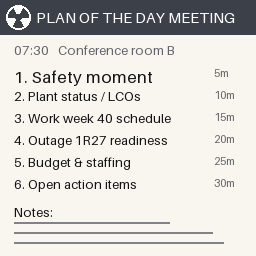 PLAN OF THE DAY MEETING
07:30 Conference room B
1. Safety moment 5m
2. Plant status / LCOs 10m
3. Work week 40 schedule 15m
4. Outage 1R27 readiness 20m
5. Budget & staffing 25m
6. Open action items 30m
Notes: